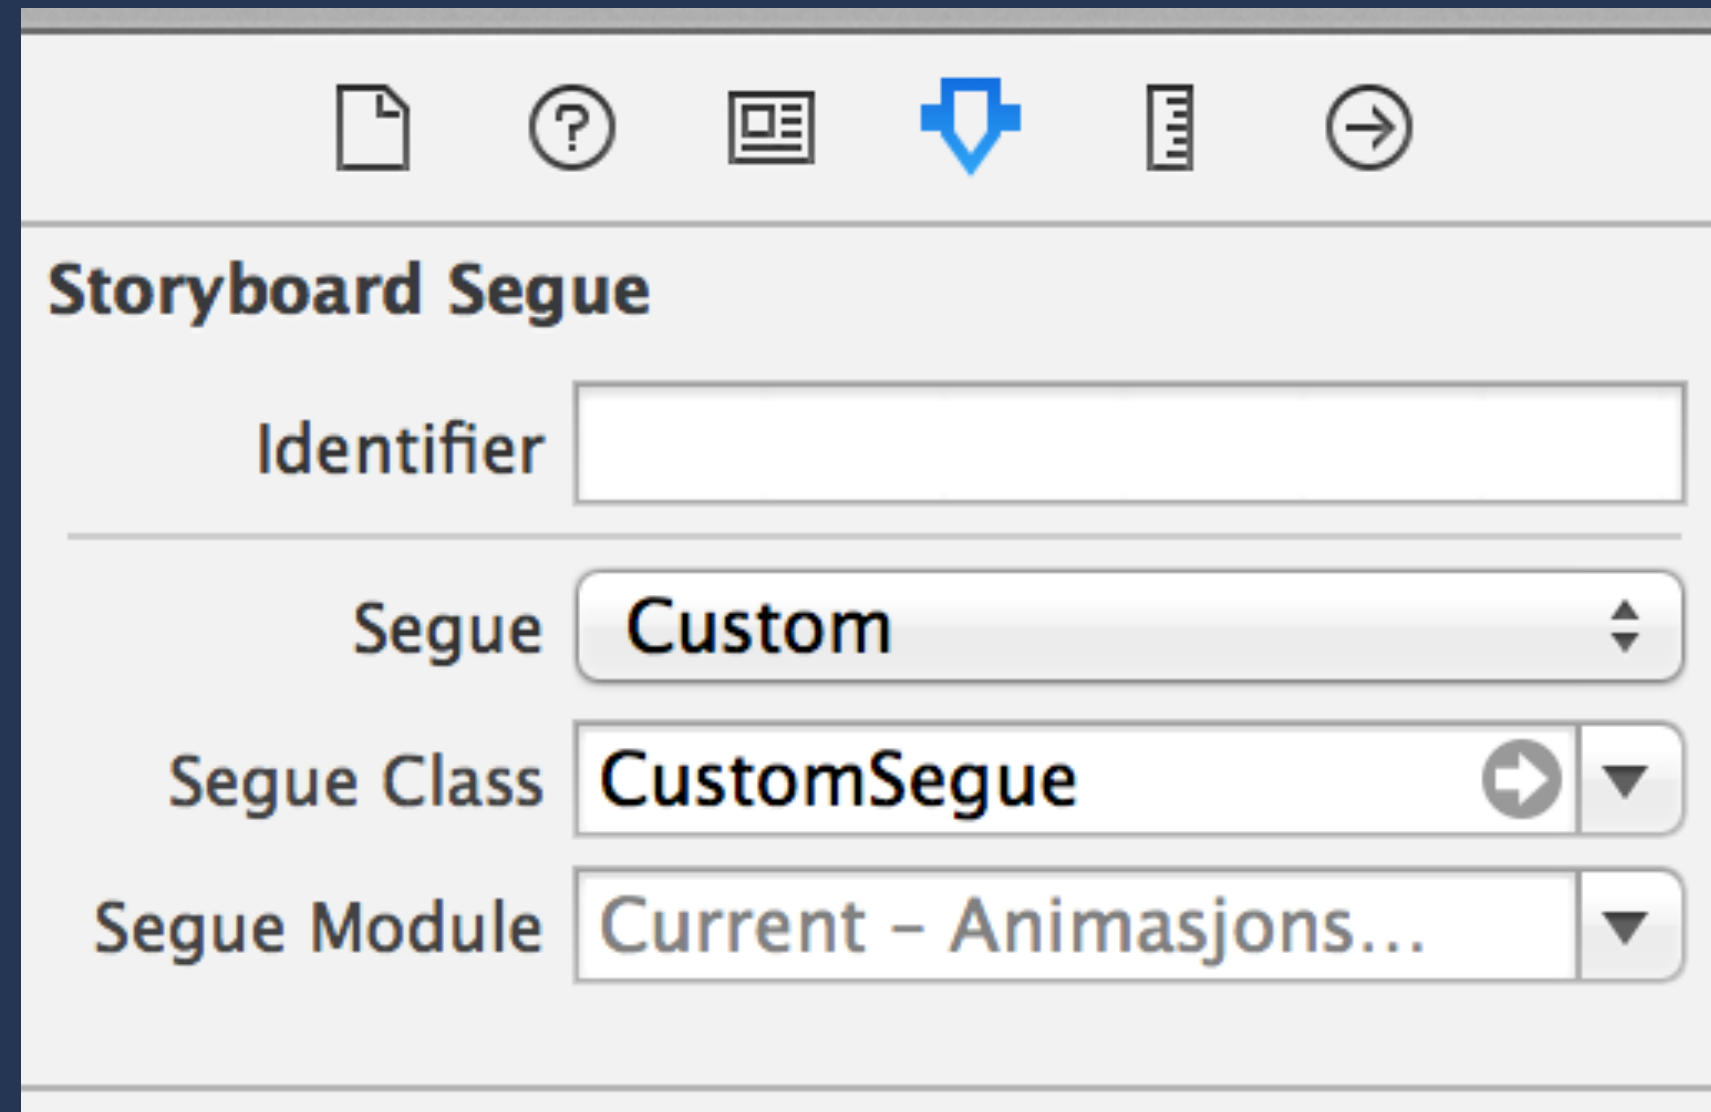 Storyboard Segue
Identifier
Segue Custom
Segue Class CustomSegue
Segue Module Current – Animasjons...